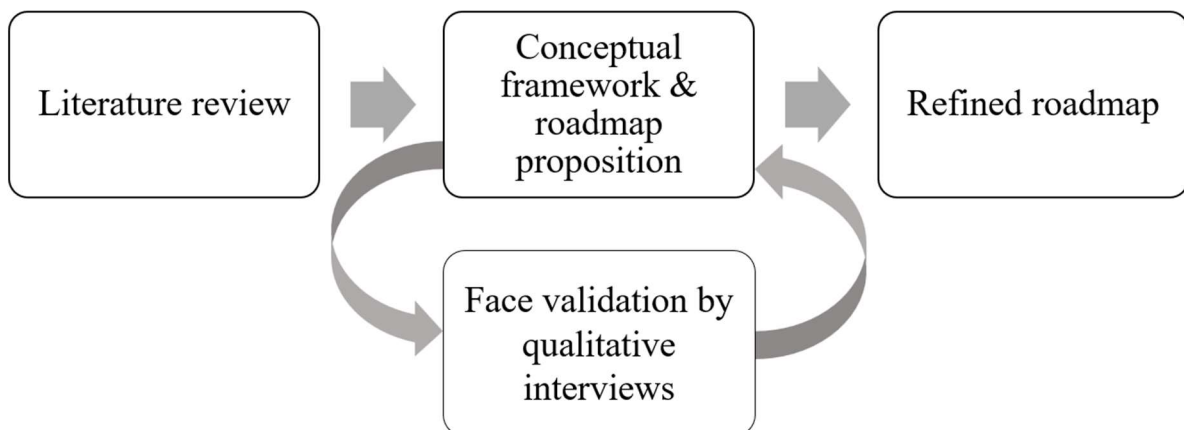 Literature review
Conceptual
framework &
roadmap
proposition
Refined roadmap
Face validation by
qualitative
interviews